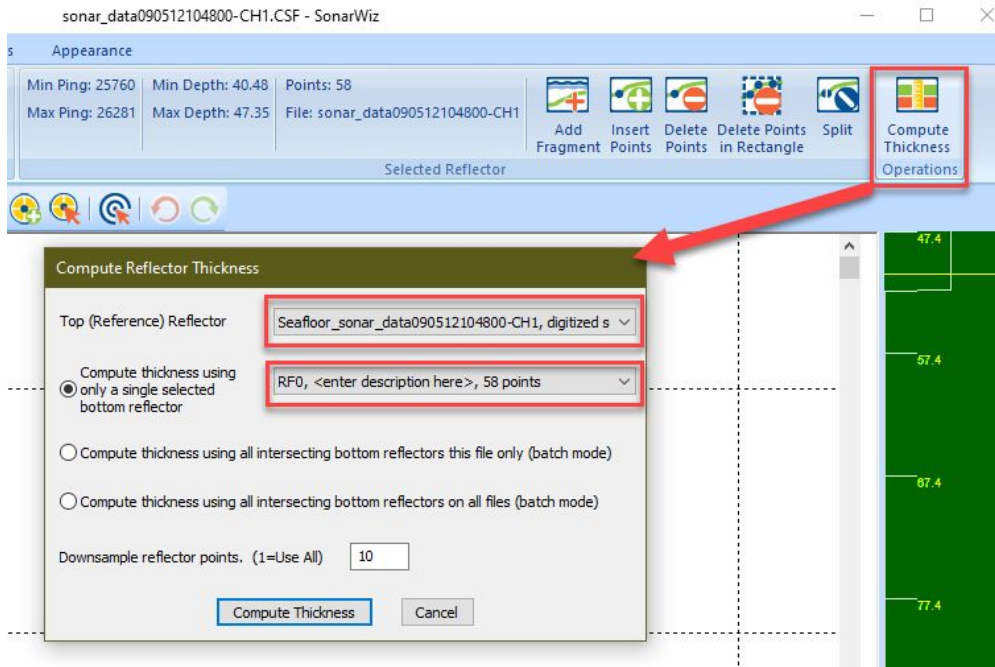 sonar_data090512104800-CH1.CSF - SonarWiz
s Appearance
Min Ping: 25760 Min Depth: 40.48 Points: 58
Max Ping: 26281 Max Depth: 47.35 File: sonar_data090512104800-CH1
Add Fragment
Insert Points
Delete Points
Delete Points in Rectangle
Split
Compute Thickness
Selected Reflector
Operations
47.4
57.4
67.4
77.4
Compute Reflector Thickness
Top (Reference) Reflector
Seafloor_sonar_data090512104800-CH1, digitized s
Compute thickness using
only a single selected
bottom reflector
RF0, <enter description here>, 58 points
Compute thickness using all intersecting bottom reflectors this file only (batch mode)
Compute thickness using all intersecting bottom reflectors on all files (batch mode)
Downsample reflector points. (1=Use All) 10
Compute Thickness Cancel